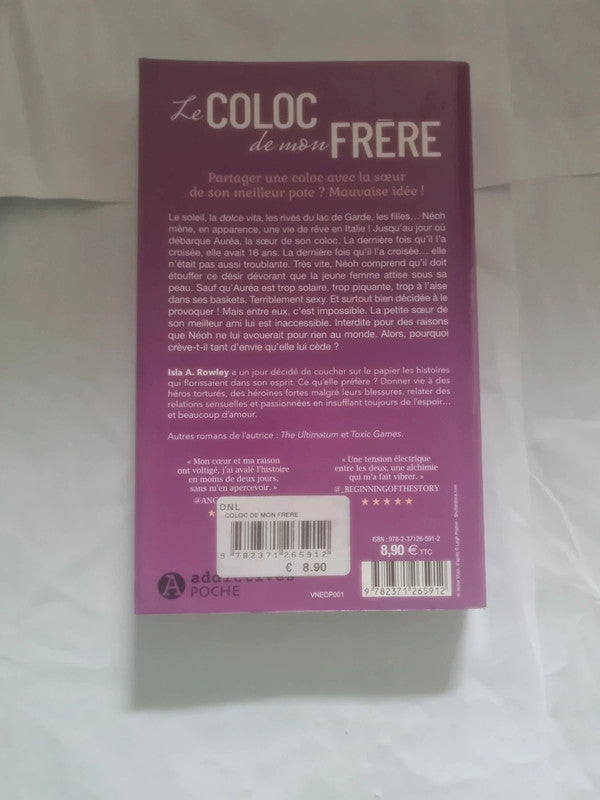 Le COLOC
de mon FRÈRE
Partager une coloc avec la sœur
de son meilleur pote ? Mauvaise idée !
Le soleil, la dolce vita, les rives du lac de Garde, les filles… Néoh
mène, en apparence, une vie de rêve en Italie ! Jusqu'au jour où
débarque Auréa, la sœur de son coloc. La dernière fois qu'il l'a
croisée, elle avait 16 ans. La dernière fois qu'il l'a croisée… elle
n'était pas aussi troublante. Très vite, Néoh comprend qu'il doit
étouffer ce désir dévorant que la jeune femme attise sous sa
peau. Sauf qu'Auréa est trop solaire, trop piquante, trop à l'aise
dans ses baskets. Terriblement sexy. Et surtout bien décidée à le
provoquer ! Mais entre eux, c'est impossible. La petite sœur de
son meilleur ami lui est inaccessible. Interdite pour des raisons
que Néoh ne lui avouerait pour rien au monde. Alors, pourquoi
crève-t-il tant d'envie qu'elle lui cède ?
Isla A. Rowley a un jour décidé de coucher sur le papier les histoires
qui florissaient dans son esprit. Ce qu'elle préfère ? Donner vie à des
héros torturés, des héroïnes fortes malgré leurs blessures, relater des
relations sensuelles et passionnées en insufflant toujours de l'espoir…
et beaucoup d'amour.
Autres romans de l'autrice : The Ultimatum et Toxic Games.
« Mon cœur et ma raison
ont voltigé, j'ai avalé l'histoire
en moins de deux jours,
sans m'en apercevoir. »
« Une tension électrique
entre les deux, une alchimie
qui m'a fait vibrer. »
@_BEGINNINGOFTHESTORY
DNL
COLOC DE MON FRERE
9 782371 265912
€ 8.90
addictives
POCHE
VNEOP001
ISBN : 978-2-37126-591-2
8,90 € TTC
9 782371 265912